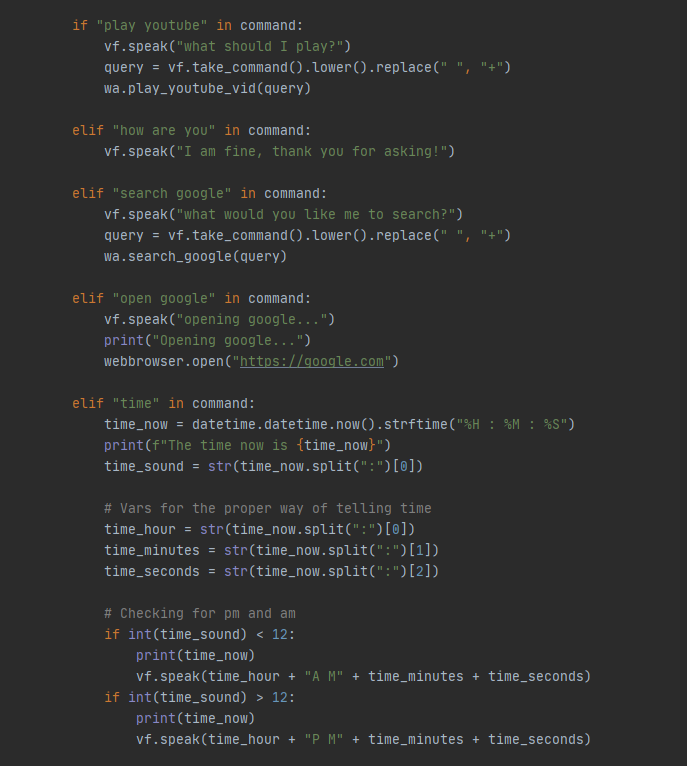 if "play youtube" in command:
    vf.speak("what should I play?")
    query = vf.take_command().lower().replace(" ", "+")
    wa.play_youtube_vid(query)

elif "how are you" in command:
    vf.speak("I am fine, thank you for asking!")

elif "search google" in command:
    vf.speak("what would you like me to search?")
    query = vf.take_command().lower().replace(" ", "+")
    wa.search_google(query)

elif "open google" in command:
    vf.speak("opening google...")
    print("Opening google...")
    webbrowser.open("https://google.com")

elif "time" in command:
    time_now = datetime.datetime.now().strftime("%H : %M : %S")
    print(f"The time now is {time_now}")
    time_sound = str(time_now.split(":")[0])

    # Vars for the proper way of telling time
    time_hour = str(time_now.split(":")[0])
    time_minutes = str(time_now.split(":")[1])
    time_seconds = str(time_now.split(":")[2])

    # Checking for pm and am
    if int(time_sound) < 12:
        print(time_now)
        vf.speak(time_hour + "A M" + time_minutes + time_seconds)
    if int(time_sound) > 12:
        print(time_now)
        vf.speak(time_hour + "P M" + time_minutes + time_seconds)